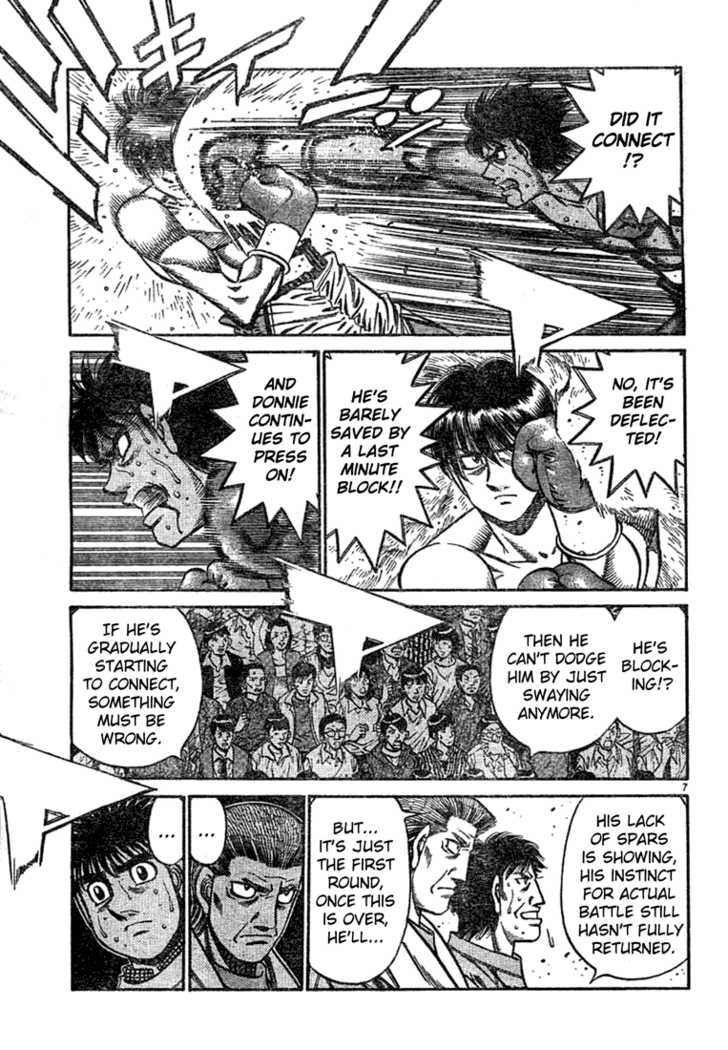 DID IT
CONNECT
!?
NO, IT'S
BEEN
DEFLEC-
TED!
HE'S
BARELY
SAVED BY
A LAST
MINUTE
BLOCK!!
AND
DONNIE
CONTIN-
UES TO
PRESS
ON!
HE'S
BLOCK-
ING!?
THEN HE
CAN'T DODGE
HIM BY JUST
SWAYING
ANYMORE.
IF HE'S
GRADUALLY
STARTING
TO CONNECT,
SOMETHING
MUST BE
WRONG.
7
HIS LACK
OF SPARS
IS SHOWING,
HIS INSTINCT
FOR ACTUAL
BATTLE STILL
HASN'T FULLY
RETURNED.
BUT...
IT'S JUST
THE FIRST
ROUND,
ONCE THIS
IS OVER,
HE'LL...
...
...